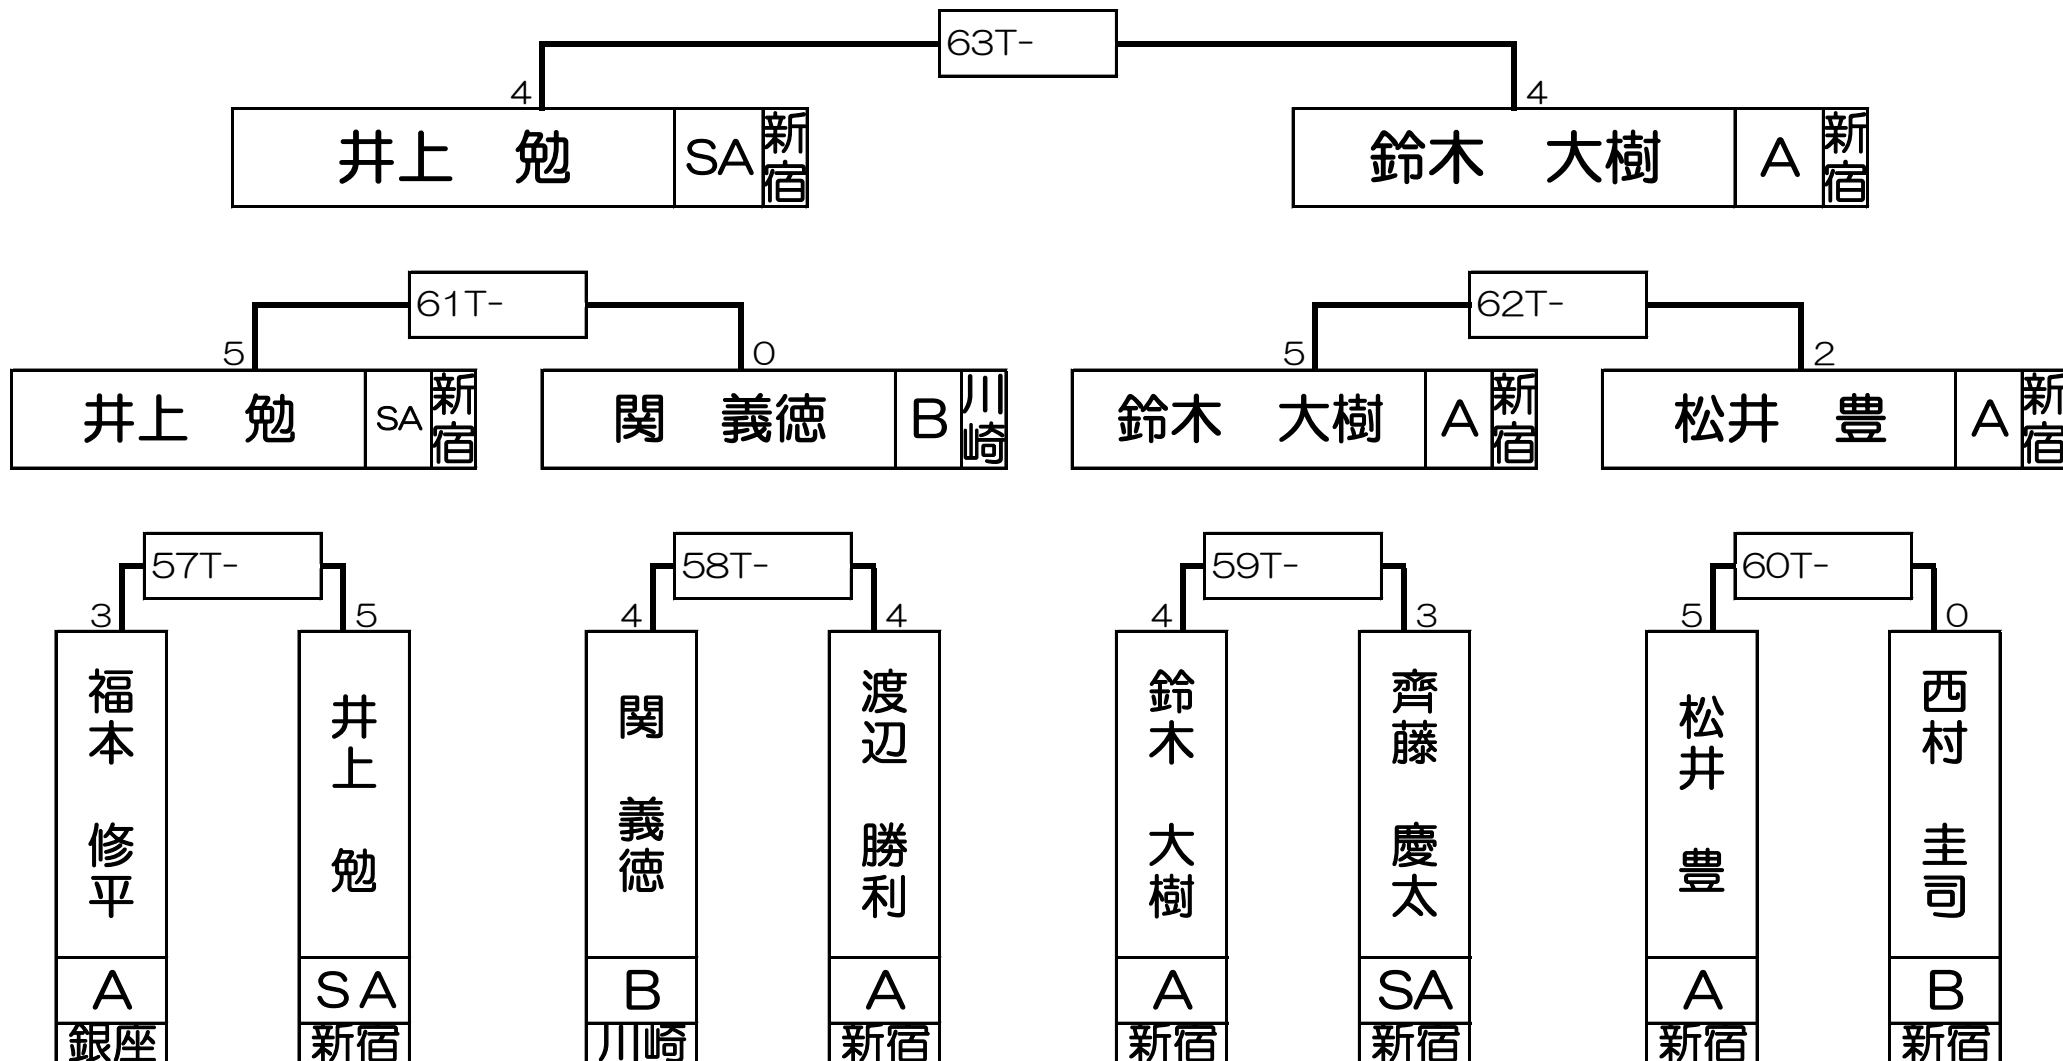 63T-
4 4
井上　勉 SA 新宿 鈴木　大樹 A 新宿
61T- 62T-
5 0 5 2
井上　勉 SA 新宿 関　義徳 B 川崎 鈴木　大樹 A 新宿 松井　豊 A 新宿
57T- 58T- 59T- 60T-
3 5 4 4 4 3 5 0
福本　修平 井上　勉 関　義徳 渡辺　勝利 鈴木　大樹 齊藤　慶太 松井　豊 西村　圭司
A SA B A A SA A B
銀座 新宿 川崎 新宿 新宿 新宿 新宿 新宿